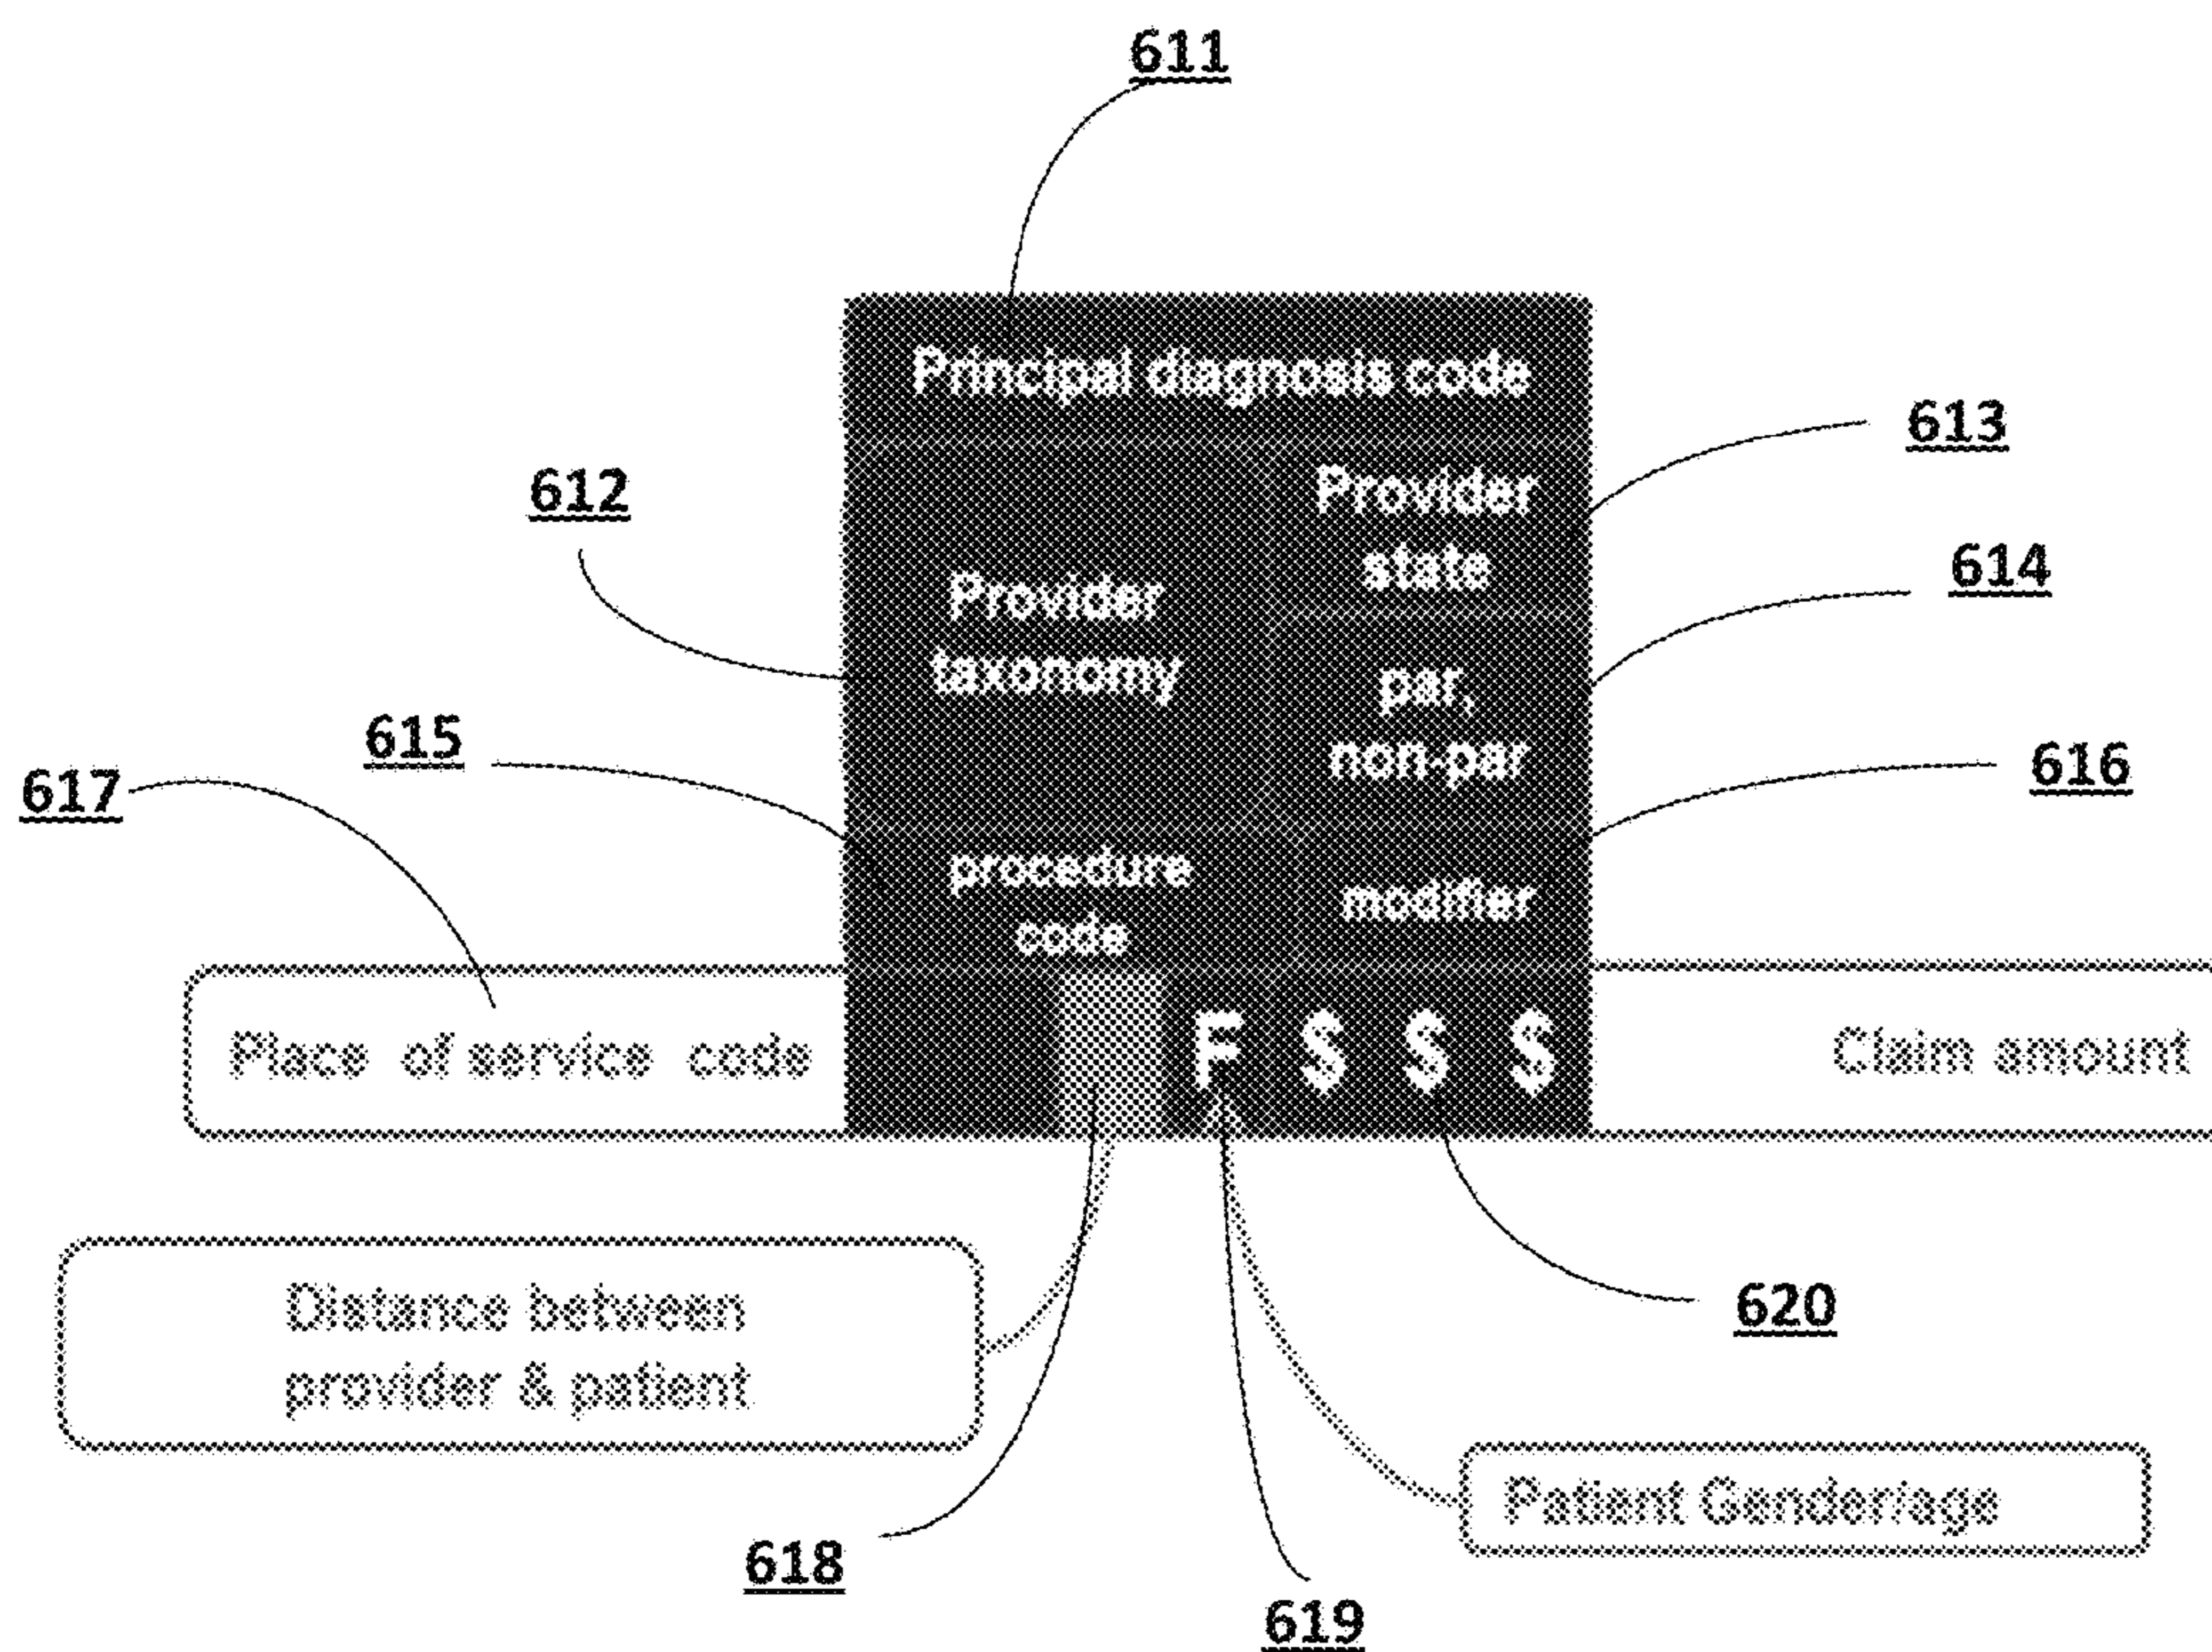 611
Principal diagnosis code
613
612
Provider
state
614
Provider
taxonomy
par,
non-par
615
616
617
procedure
code
modifier
Place of service code
F $ $ $
Claim amount
Distance between
provider & patient
620
Patient Gender/age
618
619